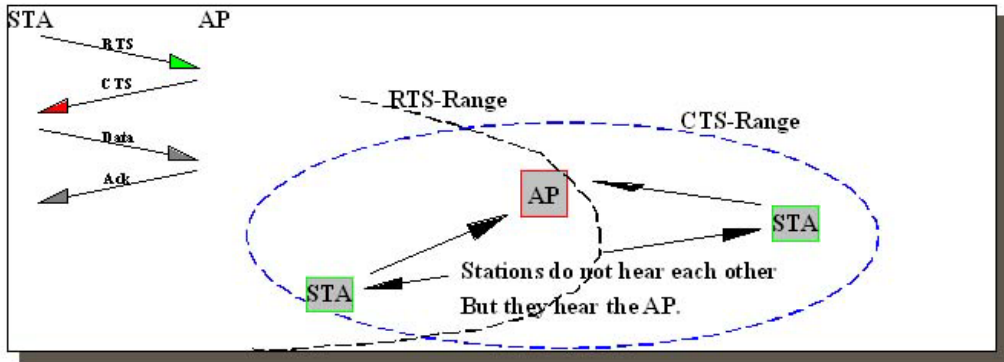 STA AP
RTS
CTS
Data
Ack
RTS-Range
CTS-Range
AP
STA
STA
Stations do not hear each other
But they hear the AP.